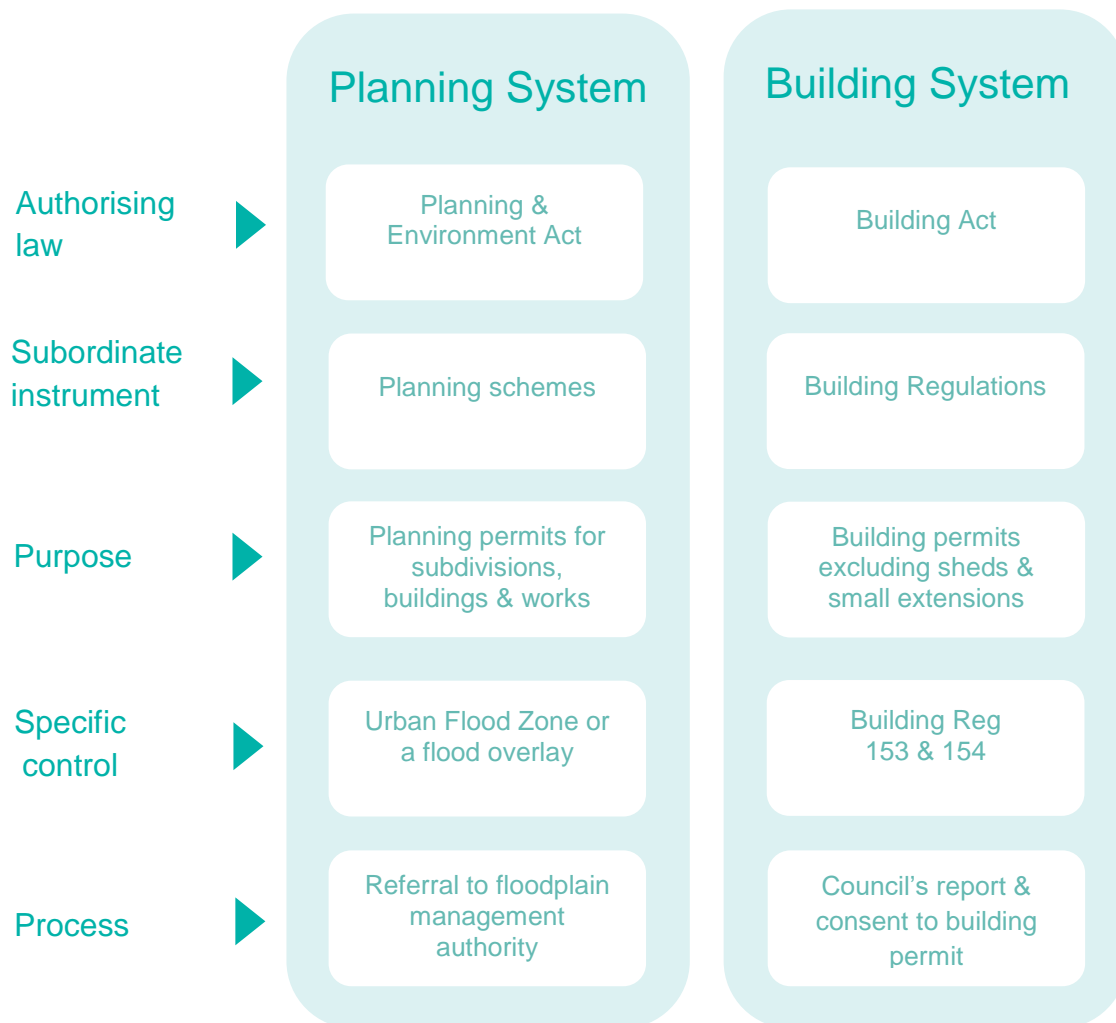 Planning System
Building System
Authorising
law
Planning &
Environment Act
Building Act
Subordinate
instrument
Planning schemes
Building Regulations
Purpose
Planning permits for
subdivisions,
buildings & works
Building permits
excluding sheds &
small extensions
Specific
control
Urban Flood Zone or
a flood overlay
Building Reg
153 & 154
Process
Referral to floodplain
management
authority
Council’s report &
consent to building
permit